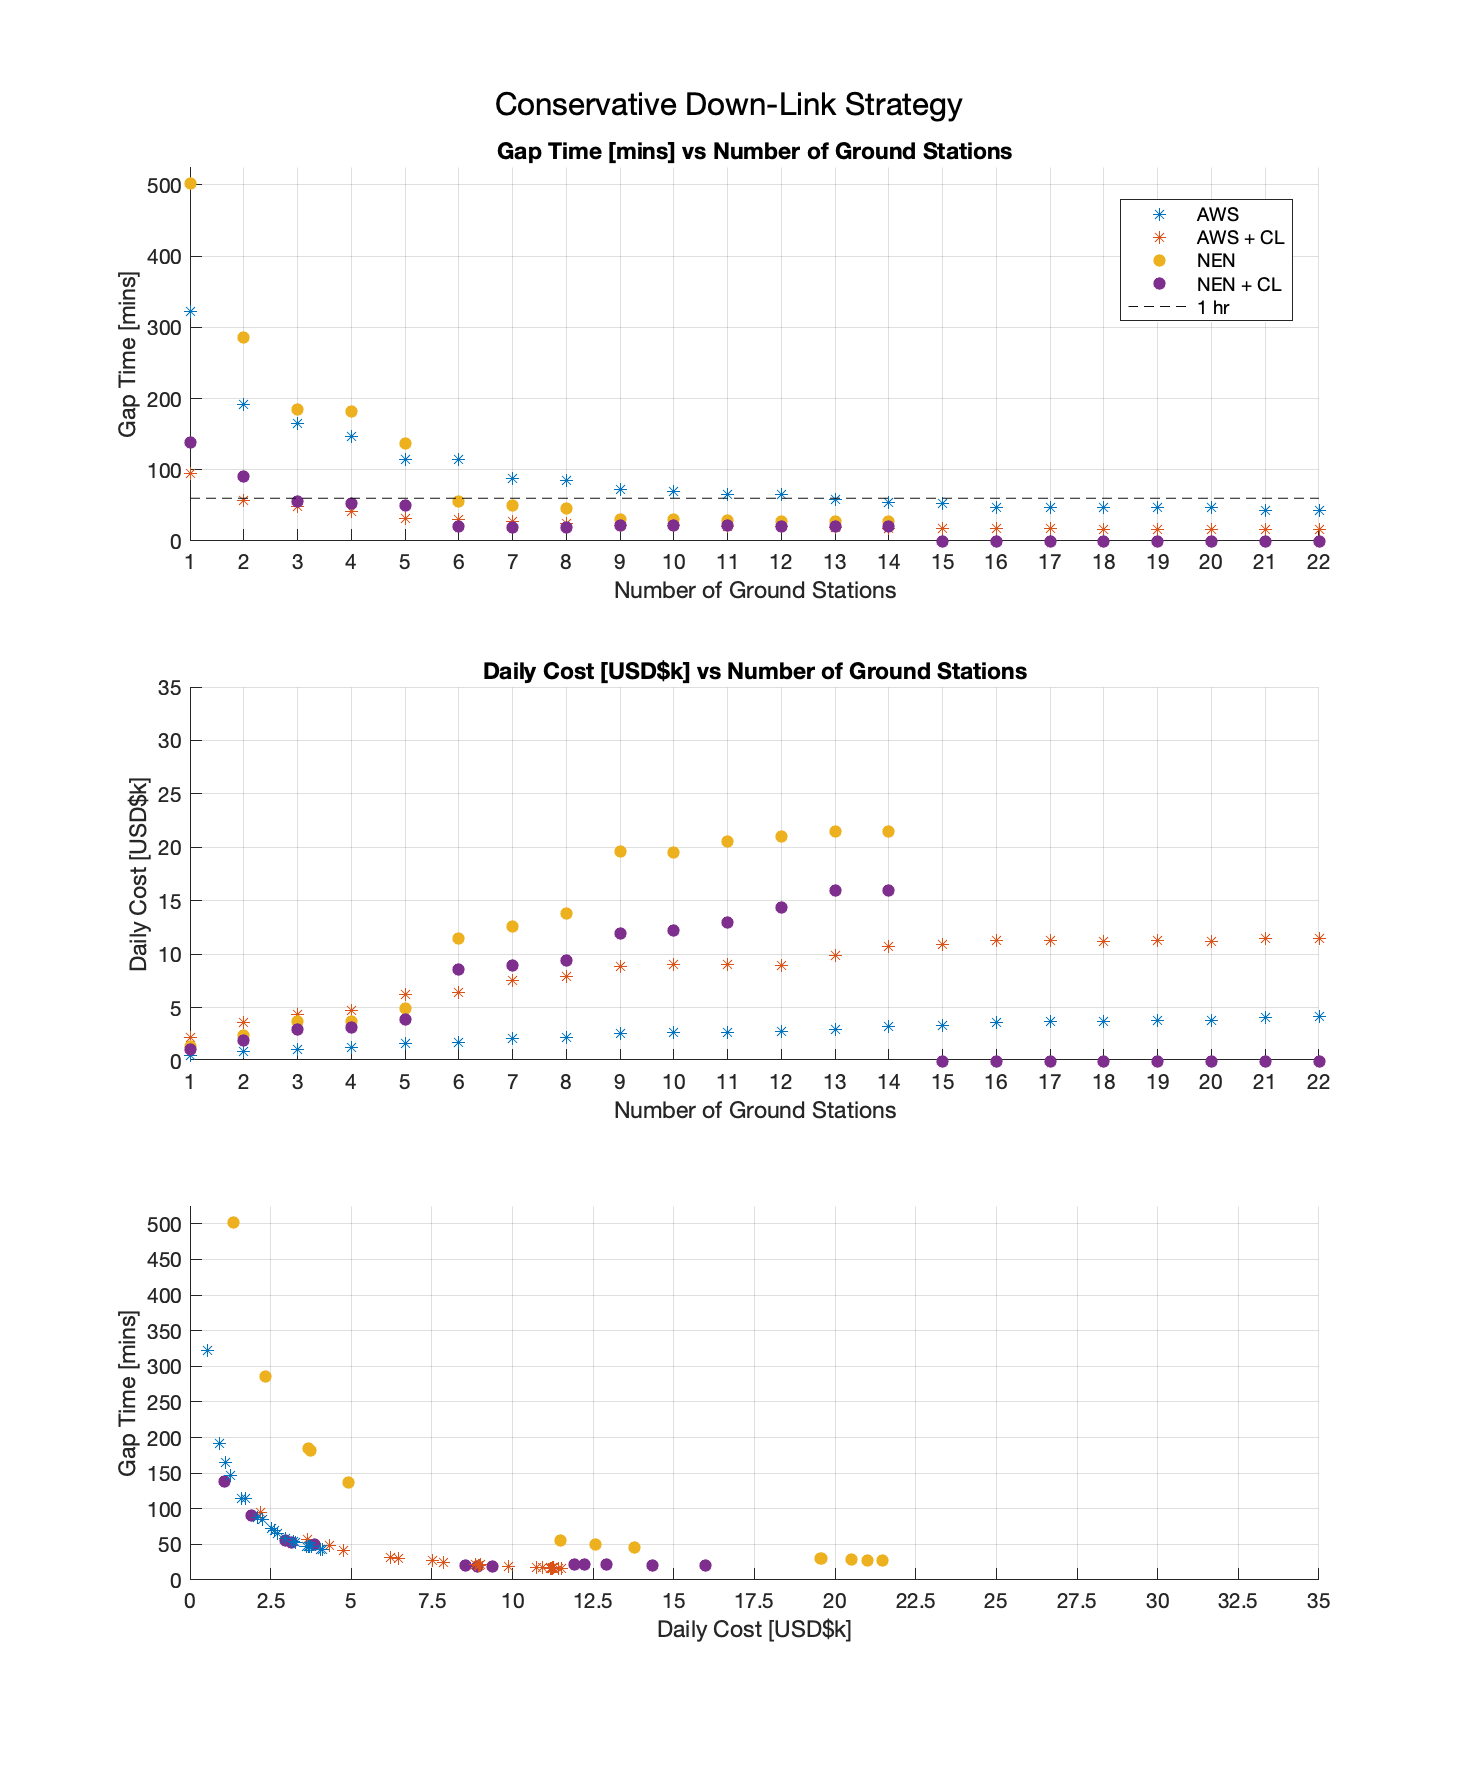 Conservative Down-Link Strategy
Gap Time [mins] vs Number of Ground Stations
500
400
300
200
100
0
Gap Time [mins]
AWS
AWS + CL
NEN
NEN + CL
1 hr
1 2 3 4 5 6 7 8 9 10 11 12 13 14 15 16 17 18 19 20 21 22
Number of Ground Stations
Daily Cost [USD$k] vs Number of Ground Stations
35
30
25
20
15
10
5
0
Daily Cost [USD$k]
1 2 3 4 5 6 7 8 9 10 11 12 13 14 15 16 17 18 19 20 21 22
Number of Ground Stations
500
450
400
350
300
250
200
150
100
50
0
Gap Time [mins]
0 2.5 5 7.5 10 12.5 15 17.5 20 22.5 25 27.5 30 32.5 35
Daily Cost [USD$k]